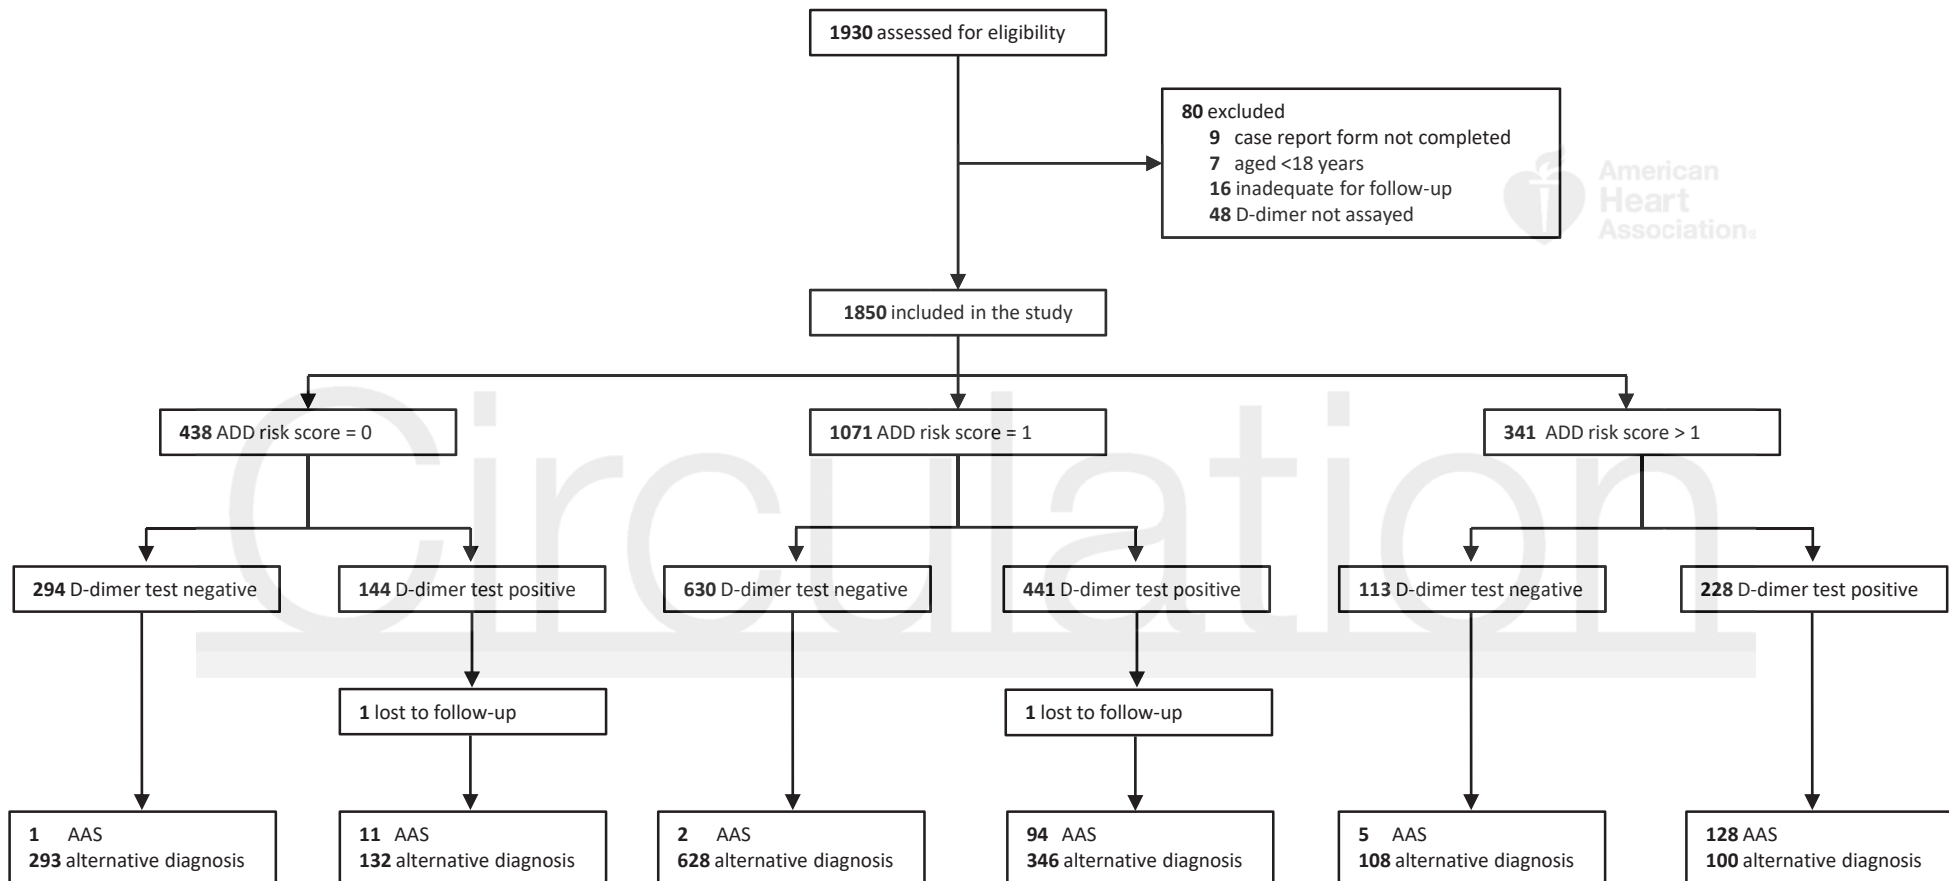 1930 assessed for eligibility
80 excluded
9 case report form not completed
7 aged <18 years
16 inadequate for follow-up
48 D-dimer not assayed
American
Heart
Association®
1850 included in the study
Circulation
438 ADD risk score = 0
1071 ADD risk score = 1
341 ADD risk score > 1
294 D-dimer test negative
144 D-dimer test positive
630 D-dimer test negative
441 D-dimer test positive
113 D-dimer test negative
228 D-dimer test positive
1 lost to follow-up
1 lost to follow-up
1 AAS
293 alternative diagnosis
11 AAS
132 alternative diagnosis
2 AAS
628 alternative diagnosis
94 AAS
346 alternative diagnosis
5 AAS
108 alternative diagnosis
128 AAS
100 alternative diagnosis